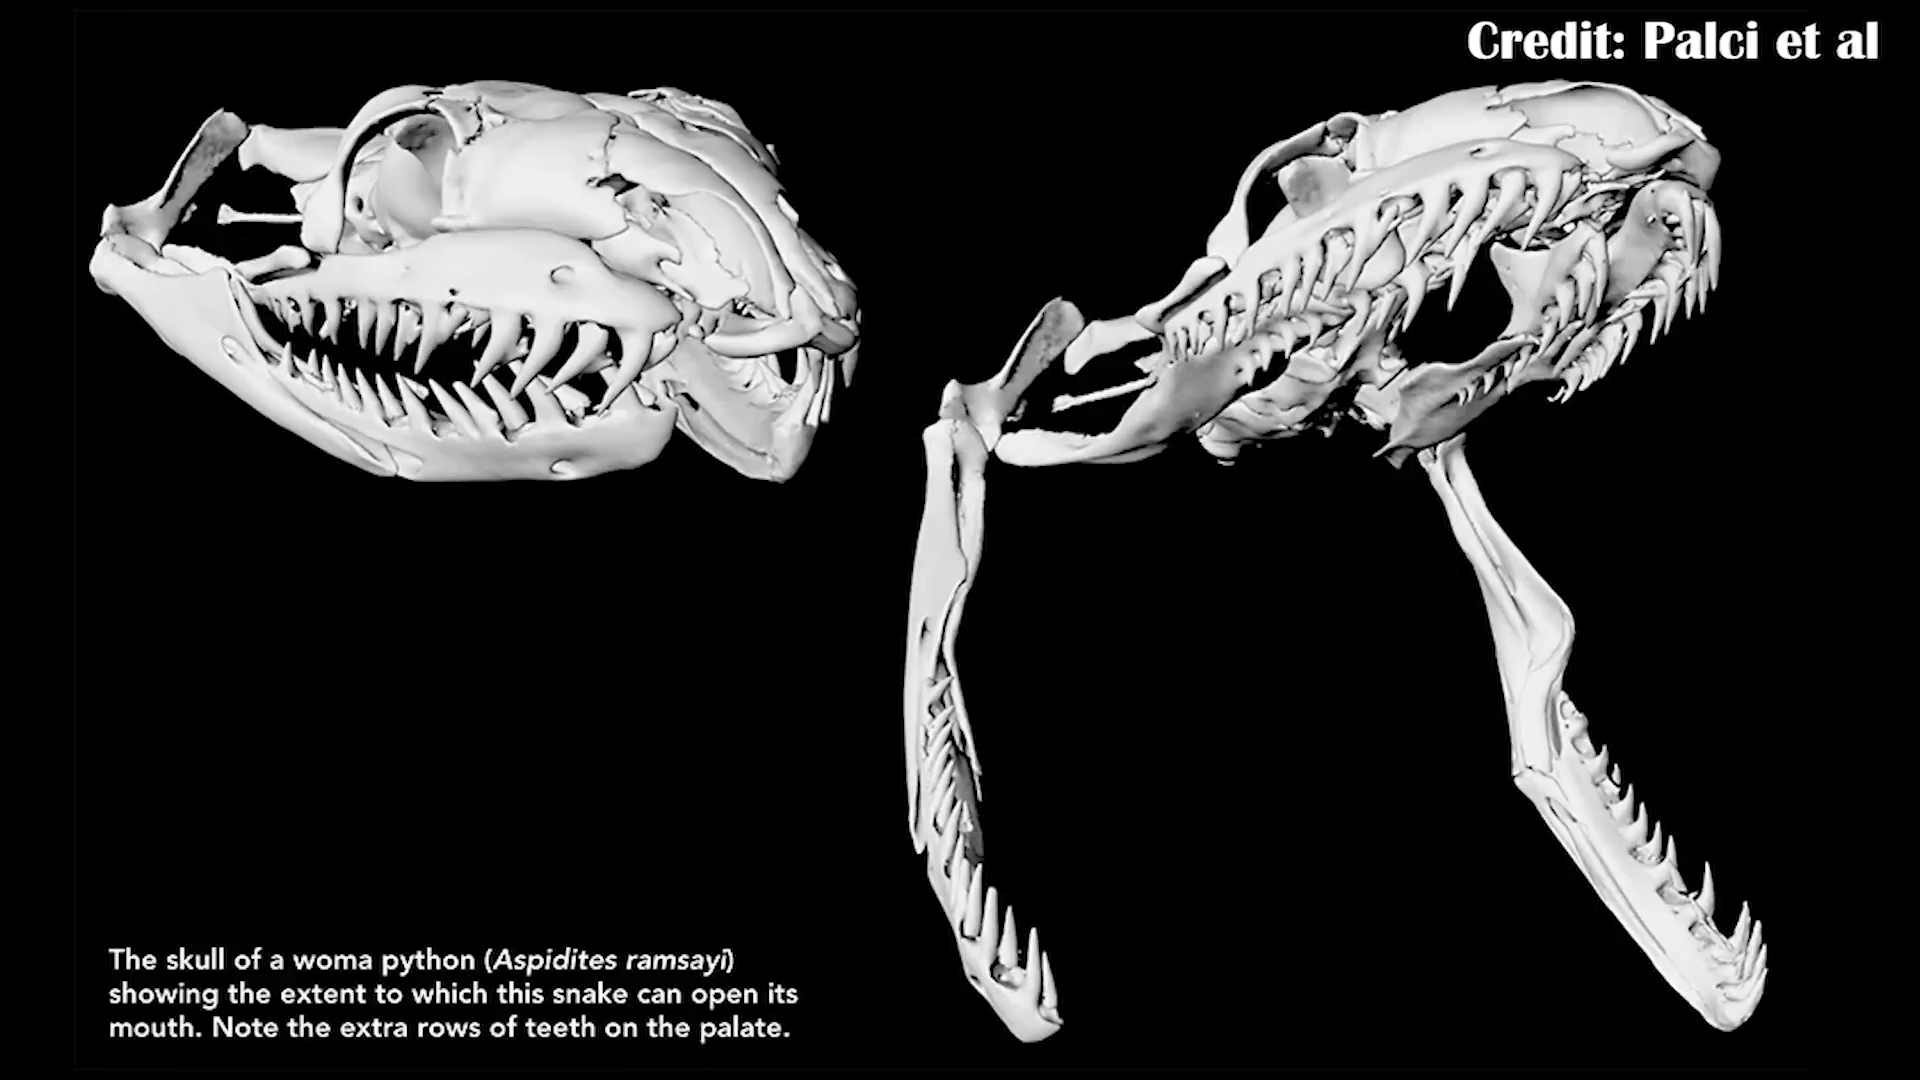 Credit: Palci et al
The skull of a woma python (Aspidites ramsayi)
showing the extent to which this snake can open its
mouth. Note the extra rows of teeth on the palate.